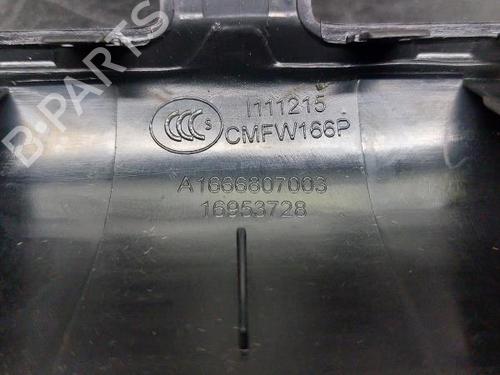 B-PARTS
CCC S
I111215
CMFW166P
A1666807003
16953728